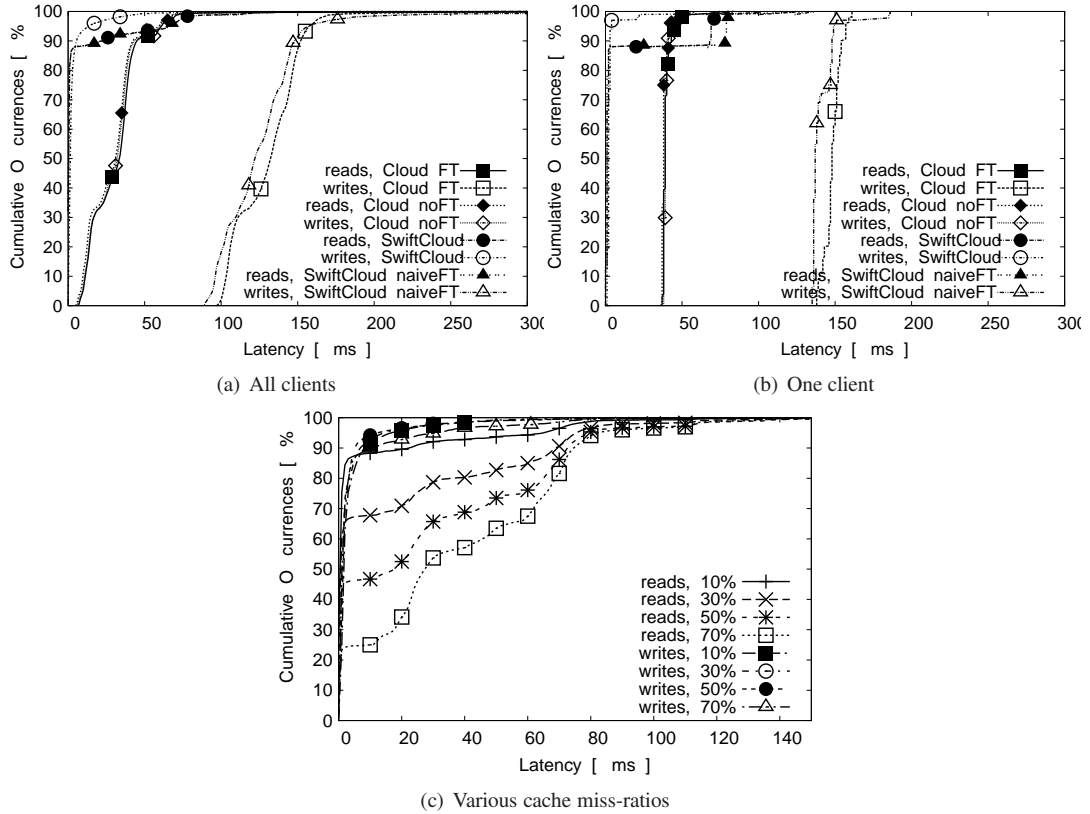 Cumulative O currences [ %
100
90
80
70
60
50
40
30
20
10
0
reads, Cloud FT
writes, Cloud FT
reads, Cloud noFT
writes, Cloud noFT
reads, SwiftCloud
writes, SwiftCloud
reads, SwiftCloud naiveFT
writes, SwiftCloud naiveFT
0 50 100 150 200 250 300
Latency [ ms
(a) All clients
Cumulative O currences [ %
100
90
80
70
60
50
40
30
20
10
0
reads, Cloud FT
writes, Cloud FT
reads, Cloud noFT
writes, Cloud noFT
reads, SwiftCloud
writes, SwiftCloud
reads, SwiftCloud naiveFT
writes, SwiftCloud naiveFT
0 50 100 150 200 250 300
Latency [ ms
(b) One client
Cumulative O currences [ %
100
90
80
70
60
50
40
30
20
10
0
reads, 10%
reads, 30%
reads, 50%
reads, 70%
writes, 10%
writes, 30%
writes, 50%
writes, 70%
0 20 40 60 80 100 120 140
Latency [ ms
(c) Various cache miss-ratios